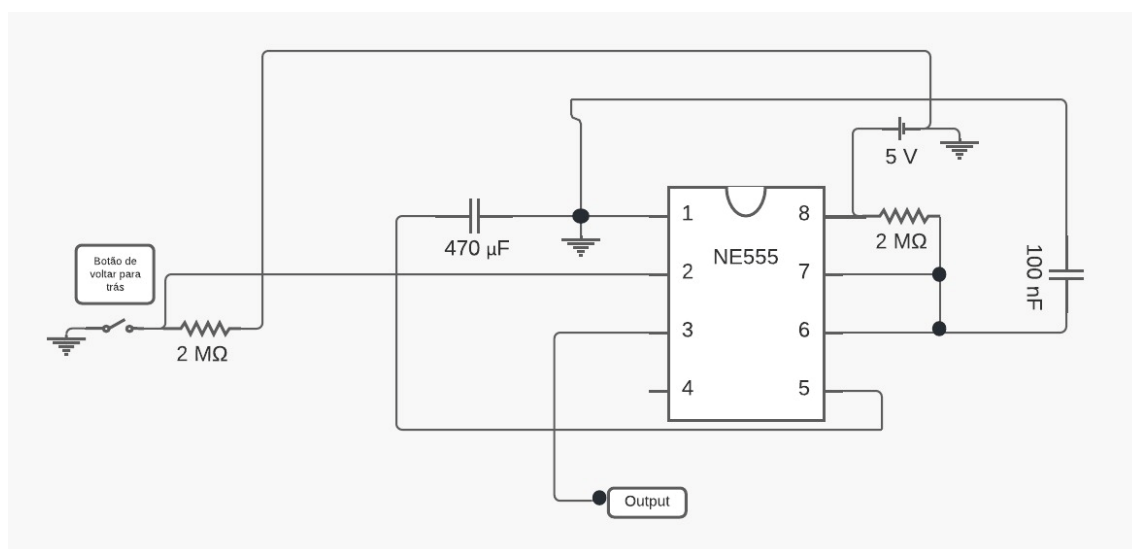 5 V
1
8
470 µF
2 MΩ
NE555
2
7
Botão de
voltar para
trás
100 nF
3
6
2 MΩ
4
5
Output